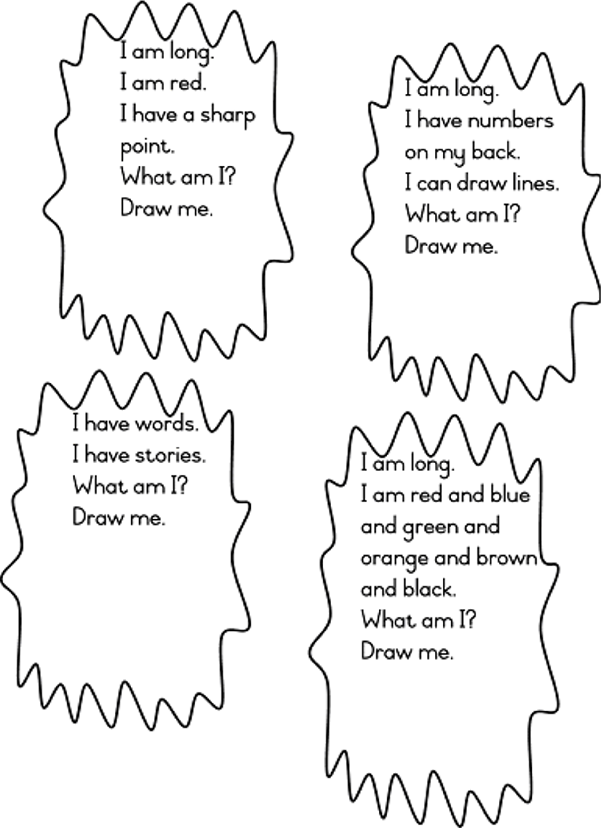 I am long.
I am red.
I have a sharp
point.
What am I?
Draw me.
I am long.
I have numbers
on my back.
I can draw lines.
What am I?
Draw me.
I have words.
I have stories.
What am I?
Draw me.
I am long.
I am red and blue
and green and
orange and brown
and black.
What am I?
Draw me.